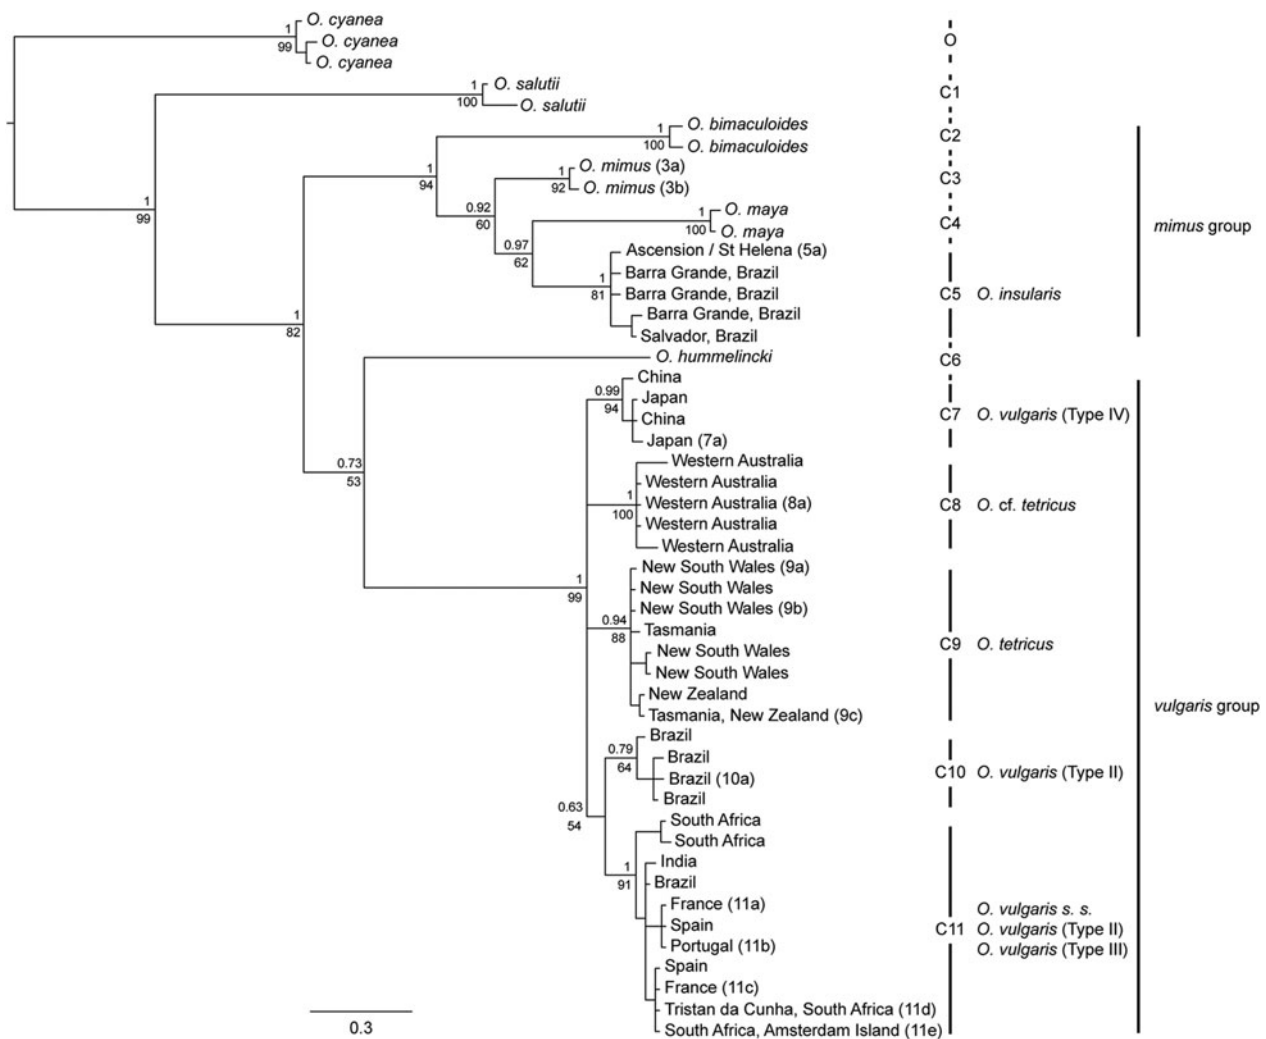 1
99
O. cyanea
O. cyanea
O. cyanea
O
1
100
O. salutii
O. salutii
C1
1
99
1
100
O. bimaculoides
O. bimaculoides
C2
1
94
1
92
O. mimus (3a)
O. mimus (3b)
C3
0.92
60
1
100
O. maya
O. maya
C4
mimus group
0.97
62
1
81
Ascension / St Helena (5a)
Barra Grande, Brazil
Barra Grande, Brazil
Barra Grande, Brazil
Salvador, Brazil
C5 O. insularis
1
82
O. hummelincki
C6
0.73
53
0.99
94
China
Japan
China
Japan (7a)
C7 O. vulgaris (Type IV)
1
100
Western Australia
Western Australia
Western Australia (8a)
Western Australia
Western Australia
C8 O. cf. tetricus
1
99
0.94
88
New South Wales (9a)
New South Wales
New South Wales (9b)
Tasmania
New South Wales
New South Wales
New Zealand
Tasmania, New Zealand (9c)
C9 O. tetricus
vulgaris group
0.79
64
Brazil
Brazil
Brazil (10a)
Brazil
C10 O. vulgaris (Type II)
0.63
54
1
91
South Africa
South Africa
India
Brazil
France (11a)
Spain
Portugal (11b)
Spain
France (11c)
Tristan da Cunha, South Africa (11d)
South Africa, Amsterdam Island (11e)
O. vulgaris s. s.
C11 O. vulgaris (Type II)
O. vulgaris (Type III)
0.3